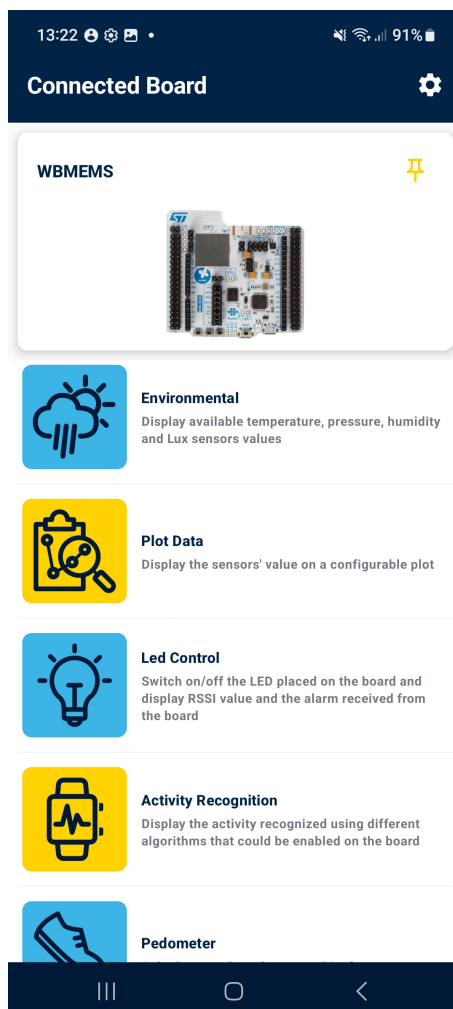 13:22
91%
Connected Board
WBMEMS
Environmental
Display available temperature, pressure, humidity
and Lux sensors values
Plot Data
Display the sensors' value on a configurable plot
Led Control
Switch on/off the LED placed on the board and
display RSSI value and the alarm received from
the board
Activity Recognition
Display the activity recognized using different
algorithms that could be enabled on the board
Pedometer